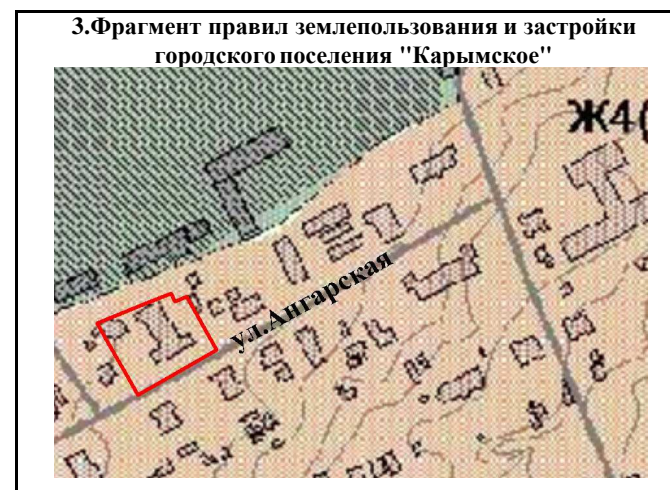 3.Фрагмент правил землепользования и застройки
городского поселения "Карымское"
Ж4(
ул.Ангарская